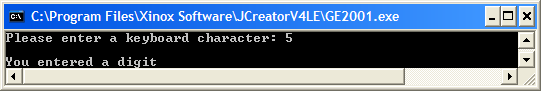 C:\Program Files\Xinox Software\JCreatorV4LE\GE2001.exe
Please enter a keyboard character: 5
You entered a digit